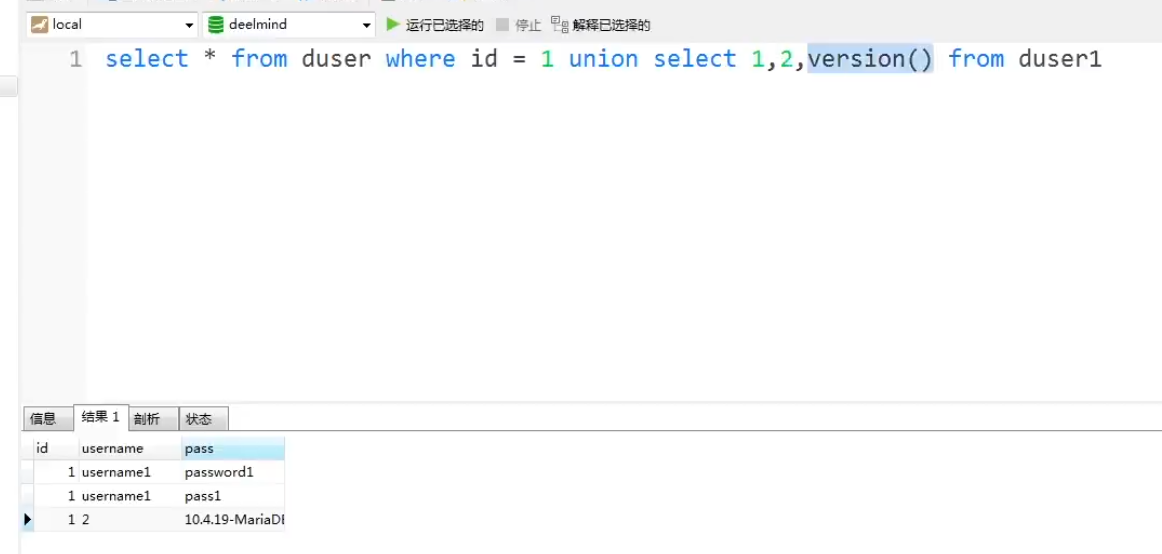 local deelmind 运行已选择的 停止 解释已选择的
1 select * from duser where id = 1 union select 1,2,version() from duser1
信息 结果 1 剖析 状态
id username pass
1 username1 password1
1 username1 pass1
1 2 10.4.19-MariaDB